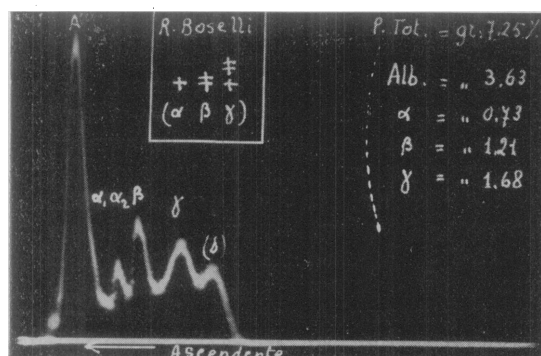 A
R. Boselli
+ ‡ ‡
+
(α β γ)
α₁ α₂ β
γ
(δ)
P. Tot. = gr. 7.25%
Alb. = „ 3.63
α = „ 0.73
β = „ 1.21
γ = „ 1.68
← Ascendente